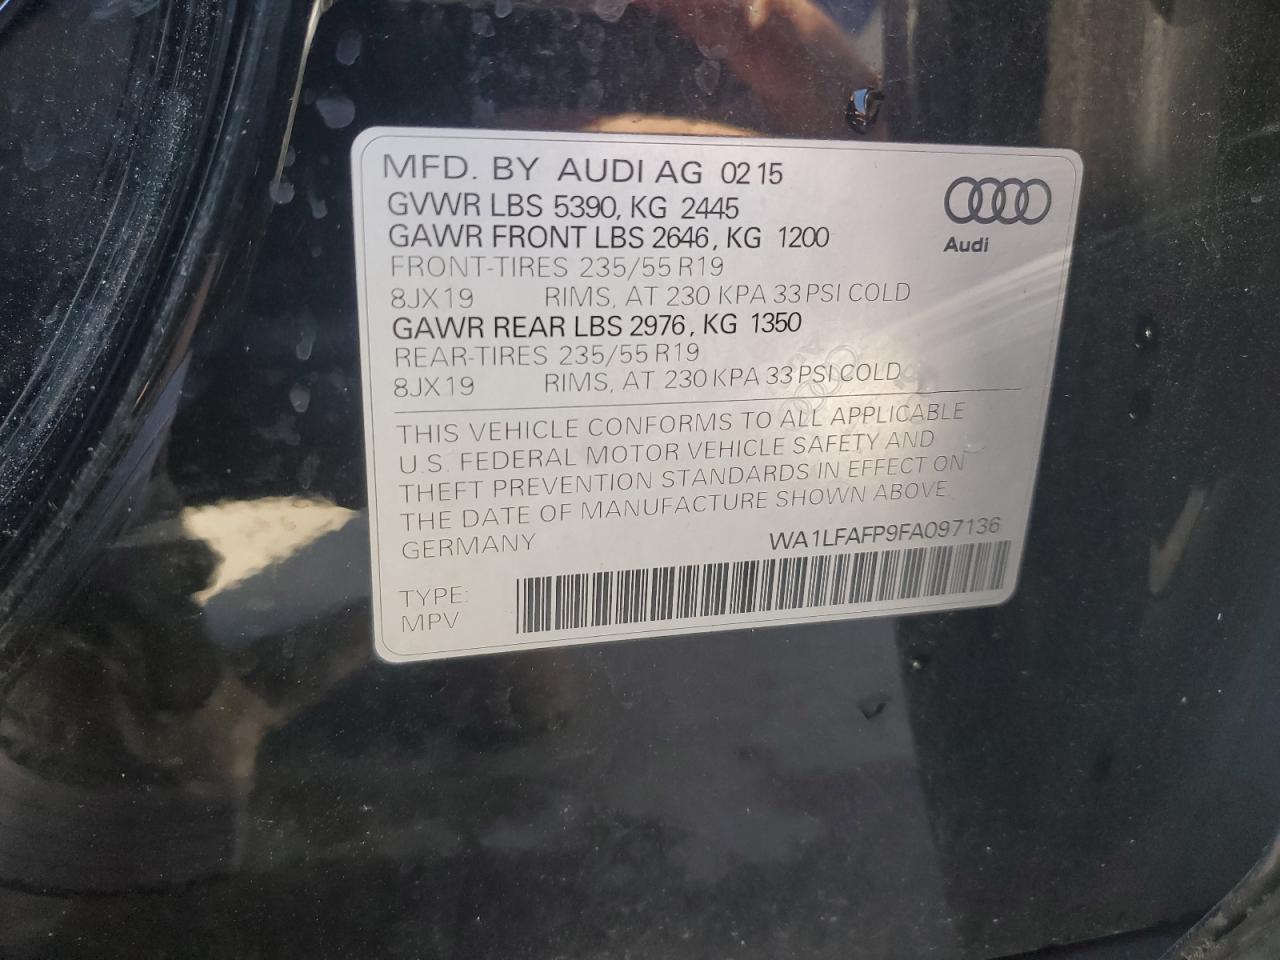 MFD. BY AUDI AG 02 15
GVWR LBS 5390, KG 2445
GAWR FRONT LBS 2646, KG 1200
FRONT-TIRES 235/55 R19
8JX19 RIMS, AT 230 KPA 33 PSI COLD
GAWR REAR LBS 2976, KG 1350
REAR-TIRES 235/55 R19
8JX19 RIMS, AT 230 KPA 33 PSI COLD
Audi
THIS VEHICLE CONFORMS TO ALL APPLICABLE
U.S. FEDERAL MOTOR VEHICLE SAFETY AND
THEFT PREVENTION STANDARDS IN EFFECT ON
THE DATE OF MANUFACTURE SHOWN ABOVE.
GERMANY
WA1LFAFP9FA097136
TYPE:
MPV